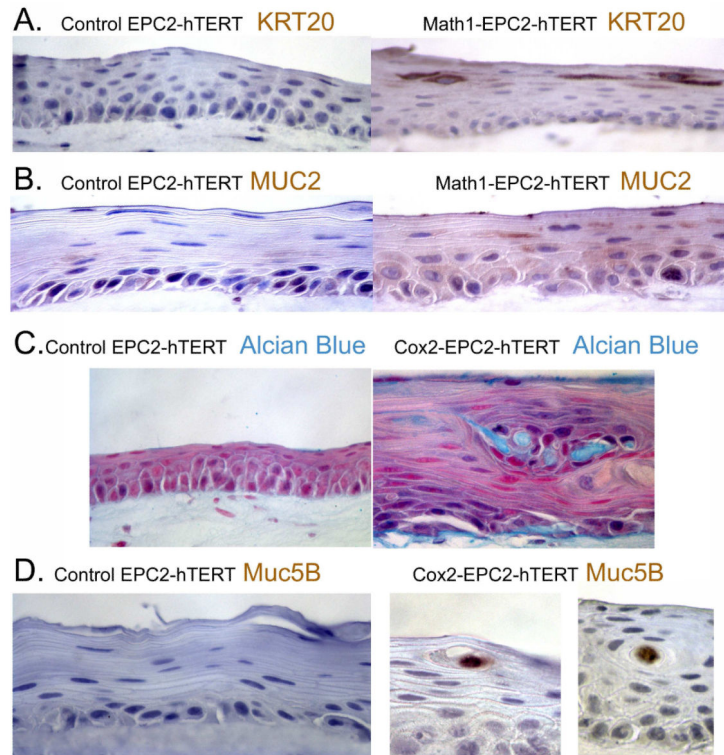 A. Control EPC2-hTERT KRT20 Math1-EPC2-hTERT KRT20
B. Control EPC2-hTERT MUC2 Math1-EPC2-hTERT MUC2
C. Control EPC2-hTERT Alcian Blue Cox2-EPC2-hTERT Alcian Blue
D. Control EPC2-hTERT Muc5B Cox2-EPC2-hTERT Muc5B